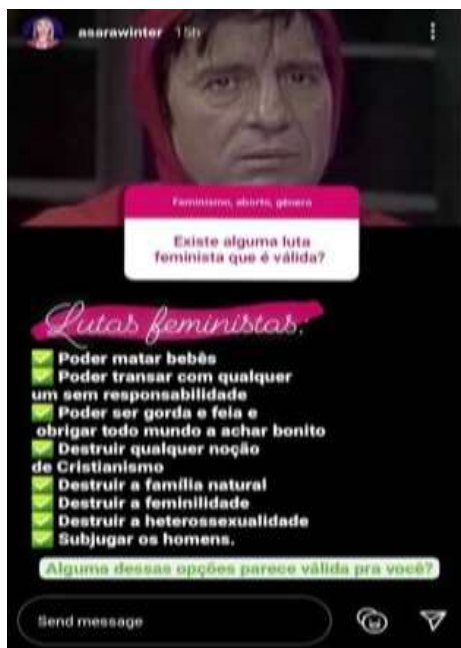 asarawinter 15h
Feminismo, aborto, gênero
Existe alguma luta
feminista que é válida?
Lutas feministas:
✅ Poder matar bebês
✅ Poder transar com qualquer
um sem responsabilidade
✅ Poder ser gorda e feia e
obrigar todo mundo a achar bonito
✅ Destruir qualquer noção
de Cristianismo
✅ Destruir a família natural
✅ Destruir a feminilidade
✅ Destruir a heterossexualidade
✅ Subjugar os homens.
Alguma dessas opções parece válida pra você?
Send message